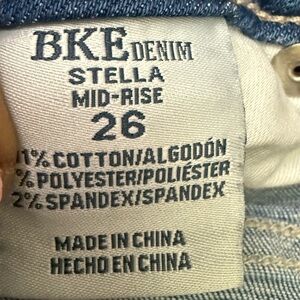 BKE DENIM
STELLA
MID-RISE
26
1% COTTON/ALGODÓN
% POLYESTER/POLIÉSTER
2% SPANDEX/SPANDEX
MADE IN CHINA
HECHO EN CHINA